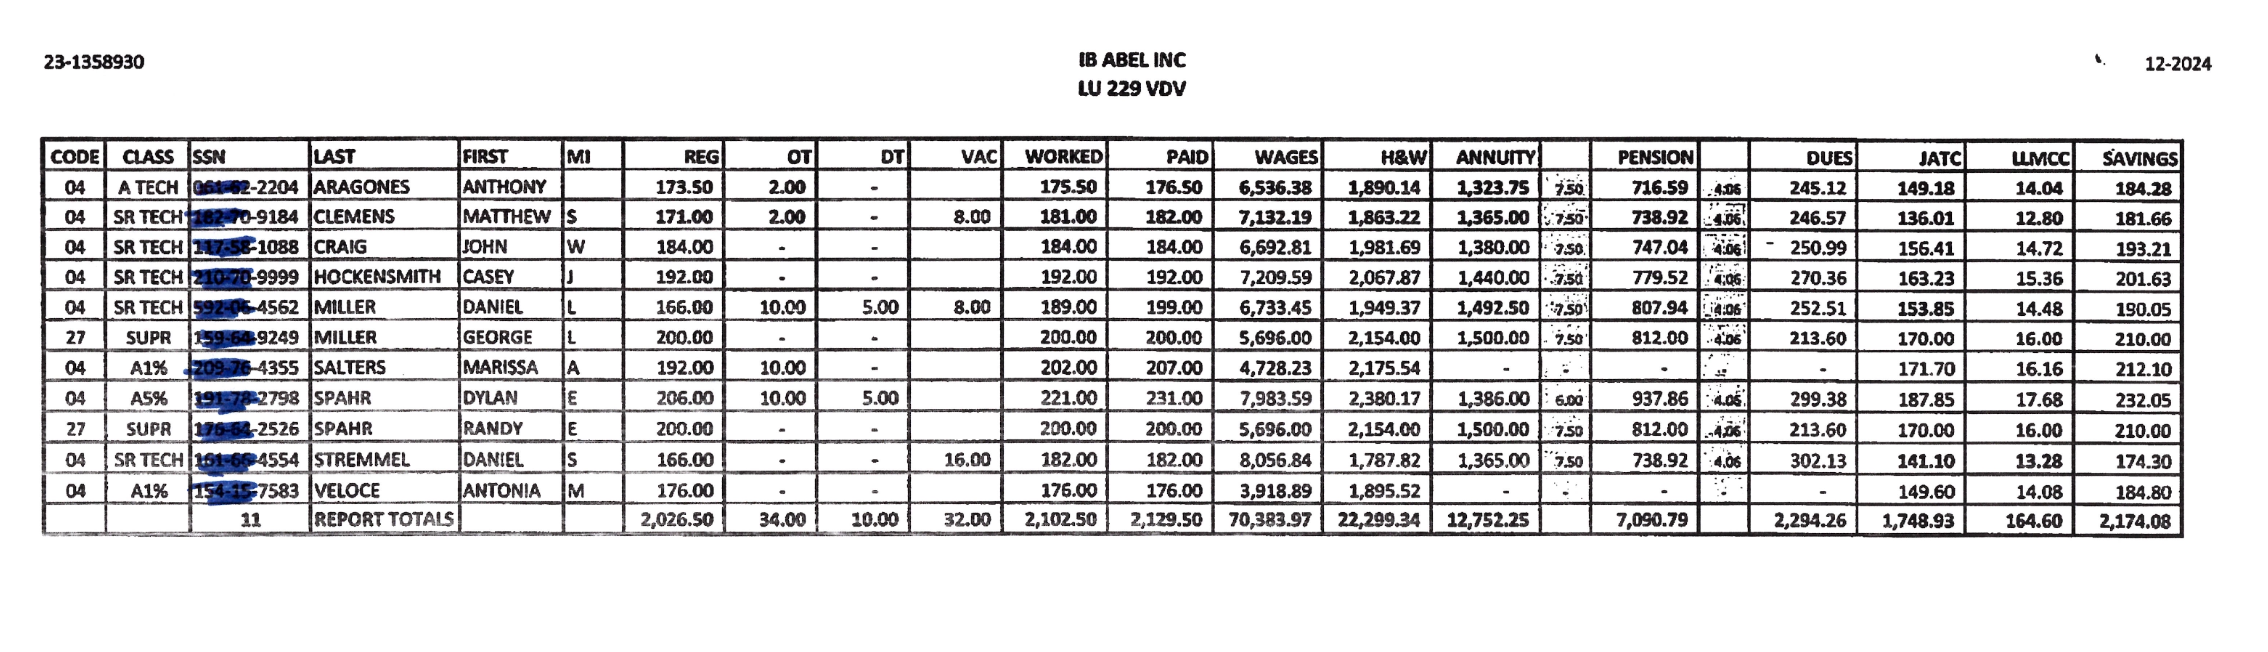 23-1358930 IB ABEL INC 12-2024
LU 229 VDV
CODE CLASS SSN LAST FIRST MI REG OT DT VAC WORKED PAID WAGES H&W ANNUITY PENSION DUES JATC LLMCC SAVINGS
04 A TECH -2204 ARAGONES ANTHONY 173.50 2.00 - 175.50 176.50 6,536.38 1,890.14 1,323.75 7.50 716.59 4.06 245.12 149.18 14.04 184.28
04 SR TECH -9184 CLEMENS MATTHEW S 171.00 2.00 - 8.00 181.00 182.00 7,132.19 1,863.22 1,365.00 7.50 738.92 4.06 246.57 136.01 12.80 181.66
04 SR TECH -1088 CRAIG JOHN W 184.00 - - 184.00 184.00 6,692.81 1,981.69 1,380.00 7.50 747.04 4.06 250.99 156.41 14.72 193.21
04 SR TECH -9999 HOCKENSMITH CASEY J 192.00 - - 192.00 192.00 7,209.59 2,067.87 1,440.00 7.50 779.52 4.06 270.36 163.23 15.36 201.63
04 SR TECH -4562 MILLER DANIEL L 166.00 10.00 5.00 8.00 189.00 199.00 6,733.45 1,949.37 1,492.50 7.50 807.94 4.06 252.51 153.85 14.48 190.05
27 SUPR -9249 MILLER GEORGE L 200.00 - - 200.00 200.00 5,696.00 2,154.00 1,500.00 7.50 812.00 4.06 213.60 170.00 16.00 210.00
04 A1% -4355 SALTERS MARISSA A 192.00 10.00 - 202.00 207.00 4,728.23 2,175.54 - - - - - 171.70 16.16 212.10
04 A5% -2798 SPAHR DYLAN E 206.00 10.00 5.00 221.00 231.00 7,983.59 2,380.17 1,386.00 6.00 937.86 4.06 299.38 187.85 17.68 232.05
27 SUPR -2526 SPAHR RANDY E 200.00 - - 200.00 200.00 5,696.00 2,154.00 1,500.00 7.50 812.00 4.06 213.60 170.00 16.00 210.00
04 SR TECH -4554 STREMMEL DANIEL S 166.00 - - 16.00 182.00 182.00 8,056.84 1,787.82 1,365.00 7.50 738.92 4.06 302.13 141.10 13.28 174.30
04 A1% -7583 VELOCE ANTONIA M 176.00 - - 176.00 176.00 3,918.89 1,895.52 - - - - - 149.60 14.08 184.80
11 REPORT TOTALS 2,026.50 34.00 10.00 32.00 2,102.50 2,129.50 70,383.97 22,299.34 12,752.25 7,090.79 2,294.26 1,748.93 164.60 2,174.08